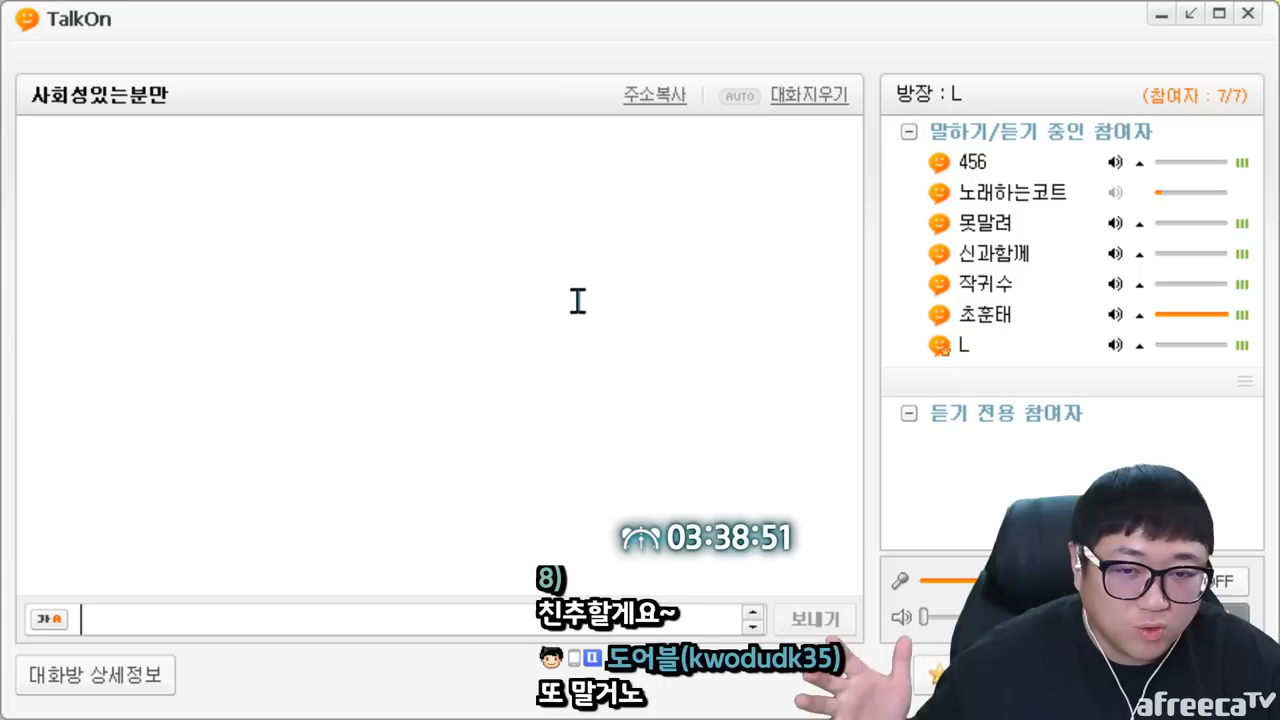 TalkOn
사회성있는분만
주소복사
AUTO
대화지우기
방장 : L
(참여자 : 7/7)
말하기/듣기 중인 참여자
456
노래하는코트
못말려
신과함께
작귀수
초훈태
L
듣기 전용 참여자
03:38:51
8)
친추할게요~
도어블(kwodudk35)
또 말거노
가
보내기
OFF
대화방 상세정보
afreecaTV